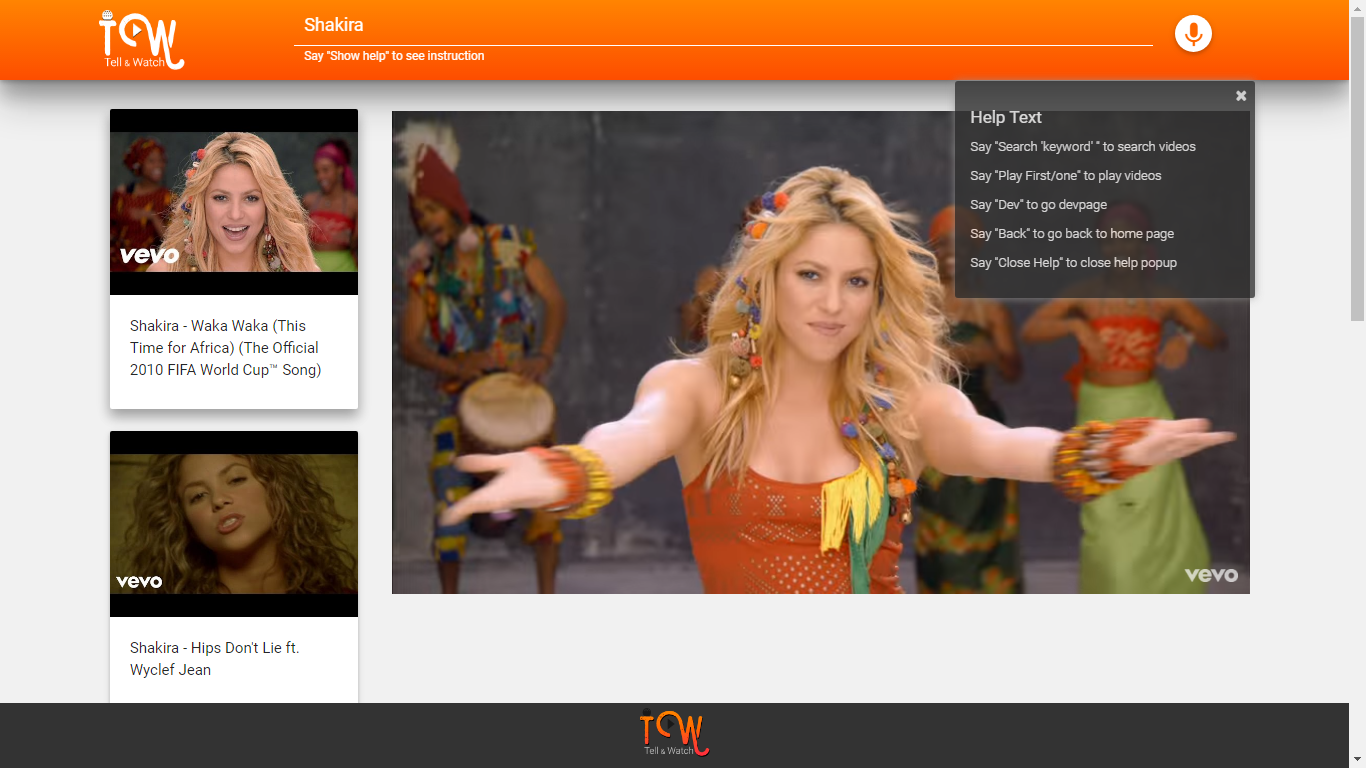 TOW
Tell & Watch
Shakira
Say "Show help" to see instruction
Help Text
Say "Search 'keyword' " to search videos
Say "Play First/one" to play videos
Say "Dev" to go devpage
Say "Back" to go back to home page
Say "Close Help" to close help popup
vevo
Shakira - Waka Waka (This
Time for Africa) (The Official
2010 FIFA World Cup™ Song)
vevo
Shakira - Hips Don't Lie ft.
Wyclef Jean
vevo
TOW
Tell & Watch